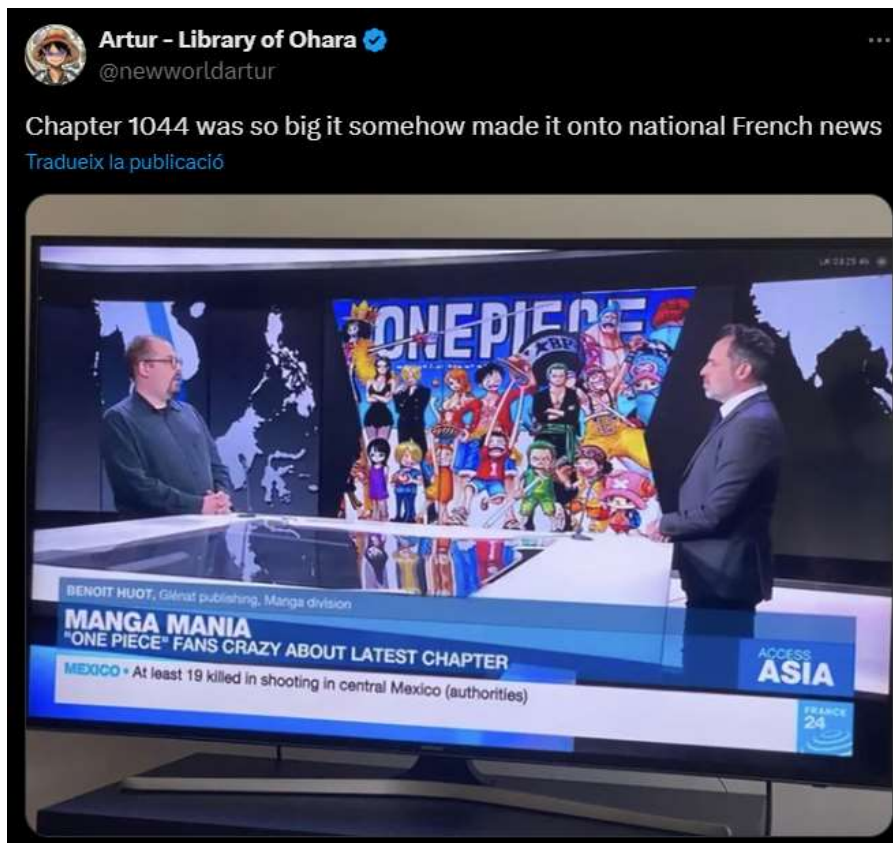 Artur – Library of Ohara
@newworldartur
Chapter 1044 was so big it somehow made it onto national French news
Tradueix la publicació
ONE PIECE
BENOIT HUOT, Glénat publishing, Manga division
MANGA MANIA
"ONE PIECE" FANS CRAZY ABOUT LATEST CHAPTER
ACCESS
ASIA
MEXICO • At least 19 killed in shooting in central Mexico (authorities)
FRANCE
24